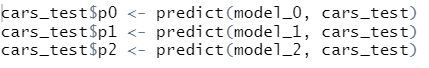 cars_test$p0 <- predict(model_0, cars_test)
cars_test$p1 <- predict(model_1, cars_test)
cars_test$p2 <- predict(model_2, cars_test)